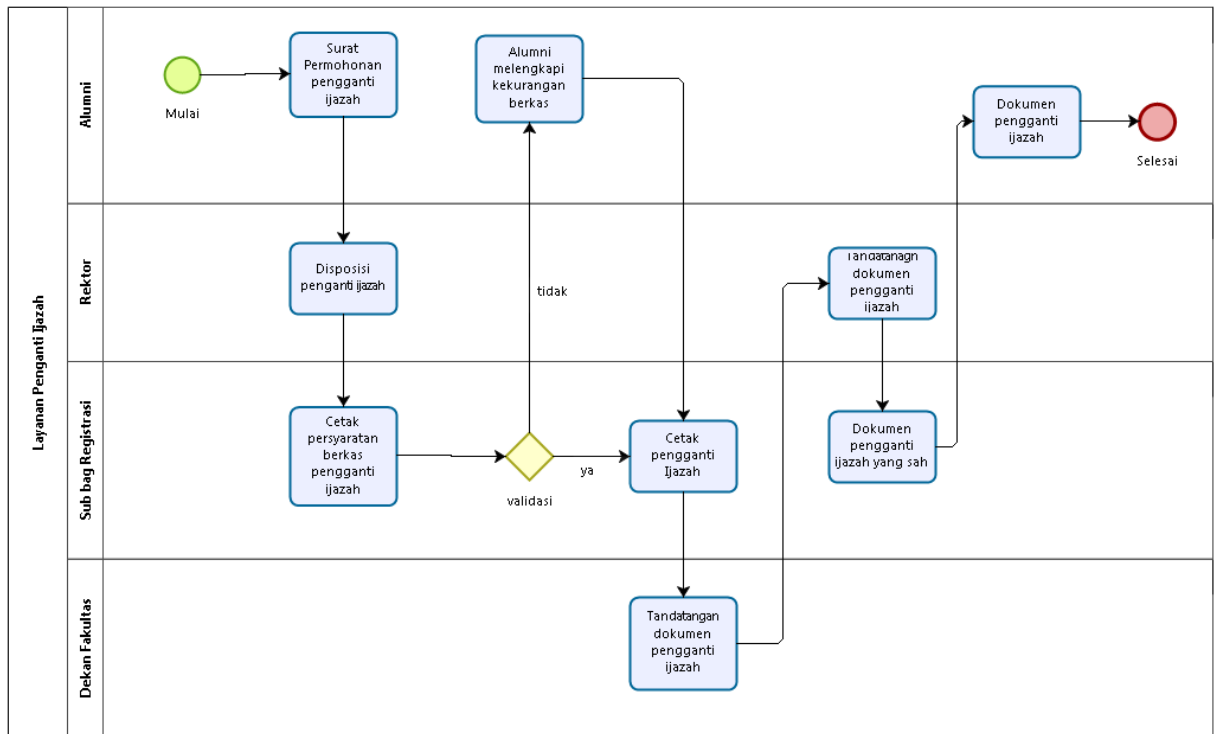 Layanan Penganti Ijazah
Alumni
Mulai
Surat
Permohonan
pengganti
ijazah
Alumni
melengkapi
kekurangan
berkas
Dokumen
pengganti
ijazah
Selesai
Rektor
Disposisi
penganti ijazah
tidak
Tandatanagn
dokumen
pengganti
ijazah
Sub bag Registrasi
Cetak
persyaratan
berkas
pengganti
ijazah
validasi
ya
Cetak
pengganti
Ijazah
Dokumen
pengganti
ijazah yang sah
Dekan Fakultas
Tandatangan
dokumen
pengganti
ijazah